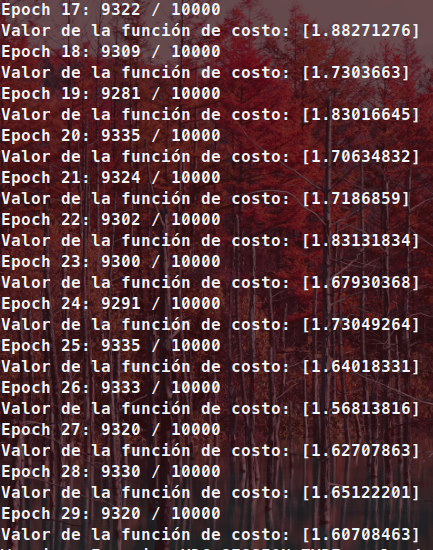 Epoch 17: 9322 / 10000
Valor de la función de costo: [1.88271276]
Epoch 18: 9309 / 10000
Valor de la función de costo: [1.7303663]
Epoch 19: 9281 / 10000
Valor de la función de costo: [1.83016645]
Epoch 20: 9335 / 10000
Valor de la función de costo: [1.70634832]
Epoch 21: 9324 / 10000
Valor de la función de costo: [1.7186859]
Epoch 22: 9302 / 10000
Valor de la función de costo: [1.83131834]
Epoch 23: 9300 / 10000
Valor de la función de costo: [1.67930368]
Epoch 24: 9291 / 10000
Valor de la función de costo: [1.73049264]
Epoch 25: 9335 / 10000
Valor de la función de costo: [1.64018331]
Epoch 26: 9333 / 10000
Valor de la función de costo: [1.56813816]
Epoch 27: 9320 / 10000
Valor de la función de costo: [1.62707863]
Epoch 28: 9330 / 10000
Valor de la función de costo: [1.65122201]
Epoch 29: 9320 / 10000
Valor de la función de costo: [1.60708463]